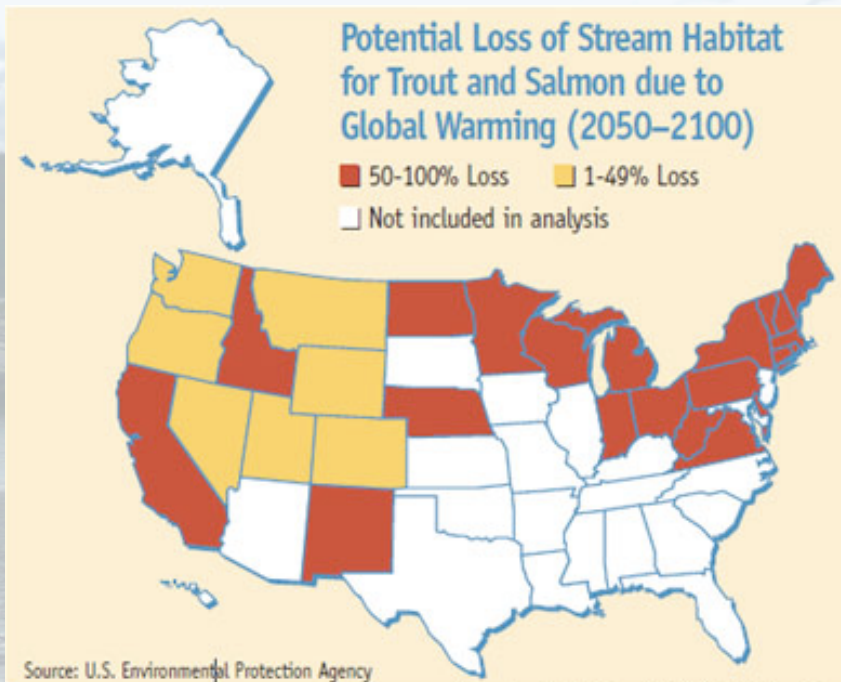 Potential Loss of Stream Habitat
for Trout and Salmon due to
Global Warming (2050–2100)
50-100% Loss
1-49% Loss
Not included in analysis
Source: U.S. Environmental Protection Agency